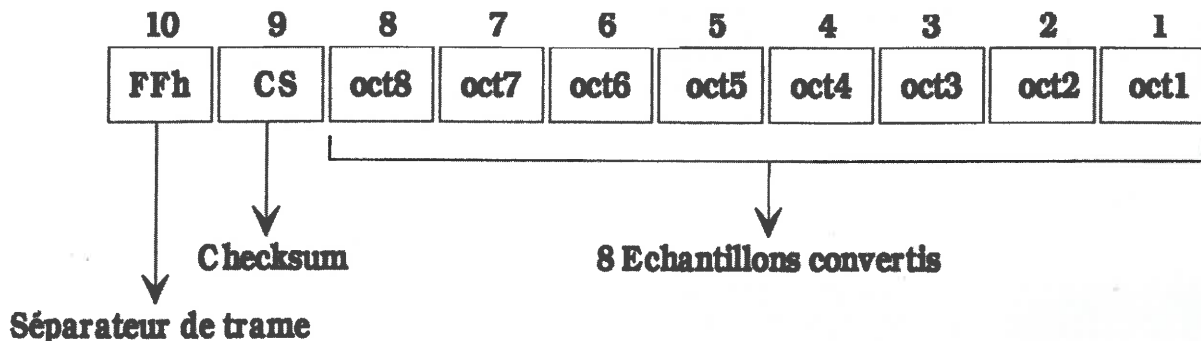 10 9 8 7 6 5 4 3 2 1
FFh CS oct8 oct7 oct6 oct5 oct4 oct3 oct2 oct1
Checksum 8 Echantillons convertis
Séparateur de trame